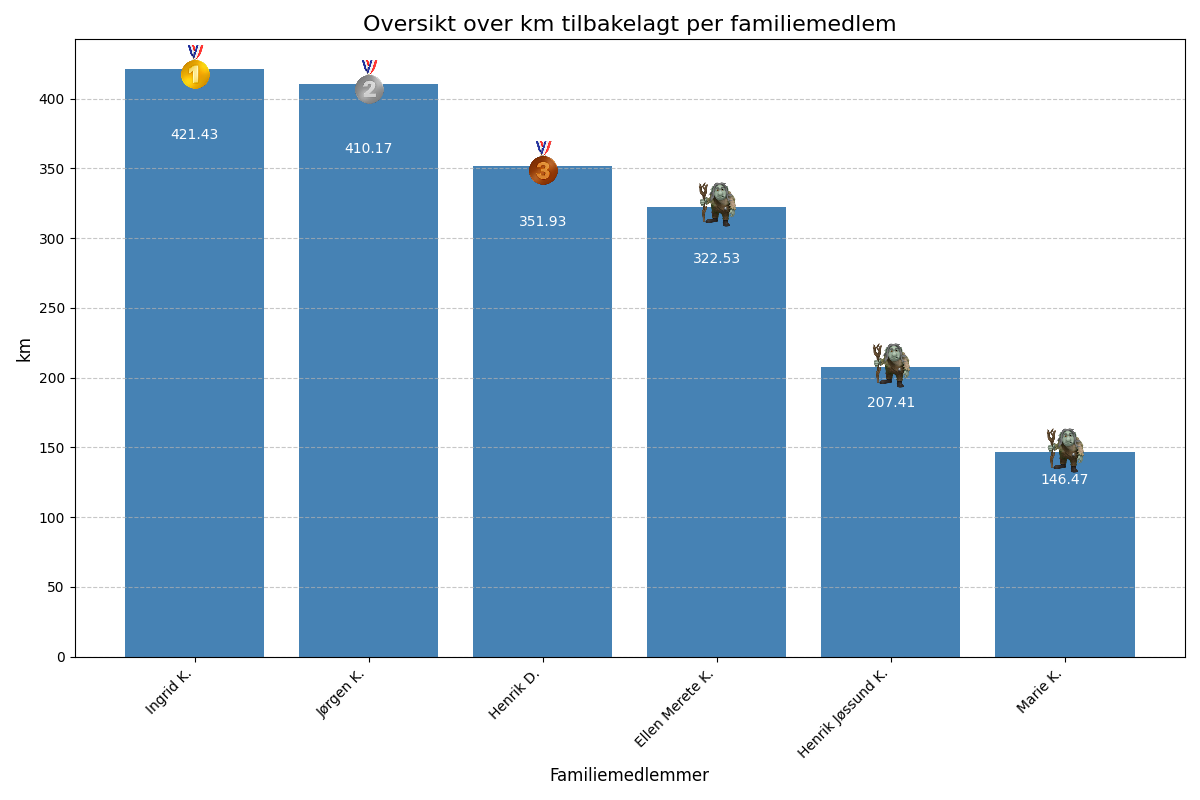 Oversikt over km tilbakelagt per familiemedlem
km
400
350
300
250
200
150
100
50
0
1
2
3
421.43
410.17
351.93
322.53
207.41
146.47
Ingrid K.
Jørgen K.
Henrik D.
Ellen Merete K.
Henrik Jøssund K.
Marie K.
Familiemedlemmer